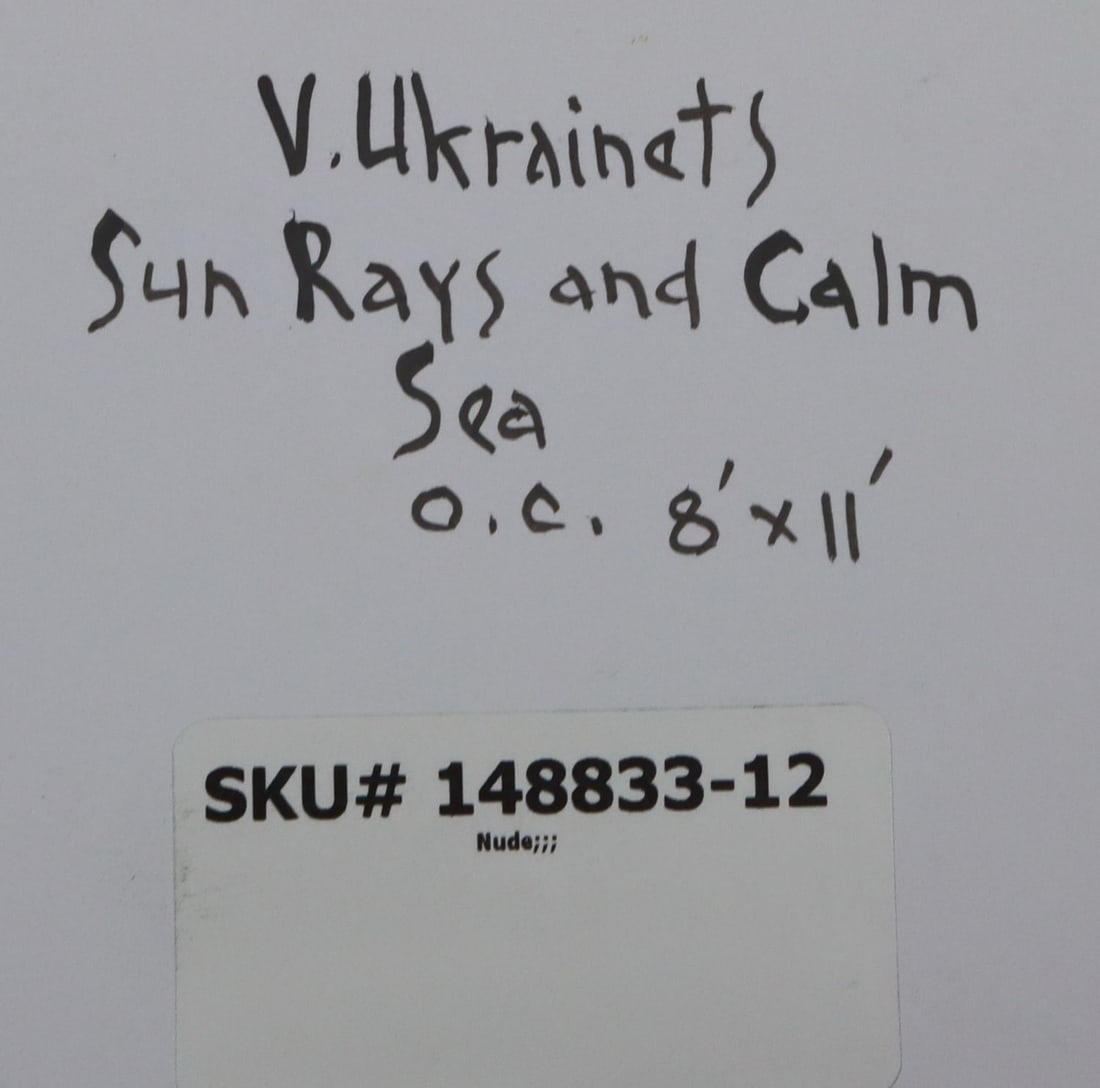 V. Ukrainets
Sun Rays and Calm
Sea
o.c. 8'x11'
SKU# 148833-12
Nude;;;